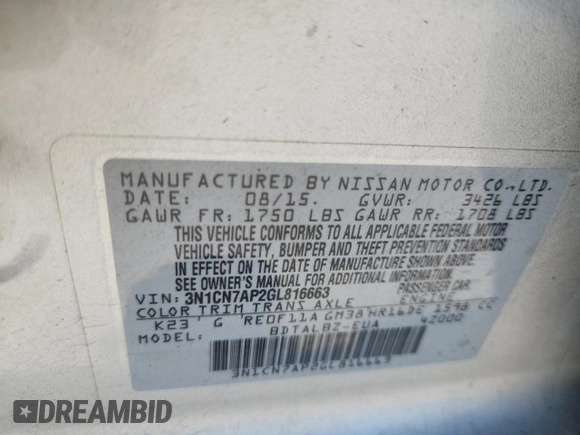 MANUFACTURED BY NISSAN MOTOR CO.,LTD.
DATE: 08/15. GVWR: 3426 LBS
GAWR FR: 1750 LBS GAWR RR: 1708 LBS
THIS VEHICLE CONFORMS TO ALL APPLICABLE FEDERAL MOTOR
VEHICLE SAFETY, BUMPER AND THEFT PREVENTION STANDARDS
IN EFFECT ON THE DATE OF MANUFACTURE SHOWN ABOVE.
SEE OWNER'S MANUAL FOR ADDITIONAL INFORMATION.
VIN: 3N1CN7AP2GL816663 PASSENGER CAR
COLOR TRIM TRANS AXLE ENGINE
K23 G RE0F11A GM38 HR16DE 1598 CC
MODEL: BDTALBZ-EUA 42000
3N1CN7AP2GL816663
DREAMBID
DREAMBID